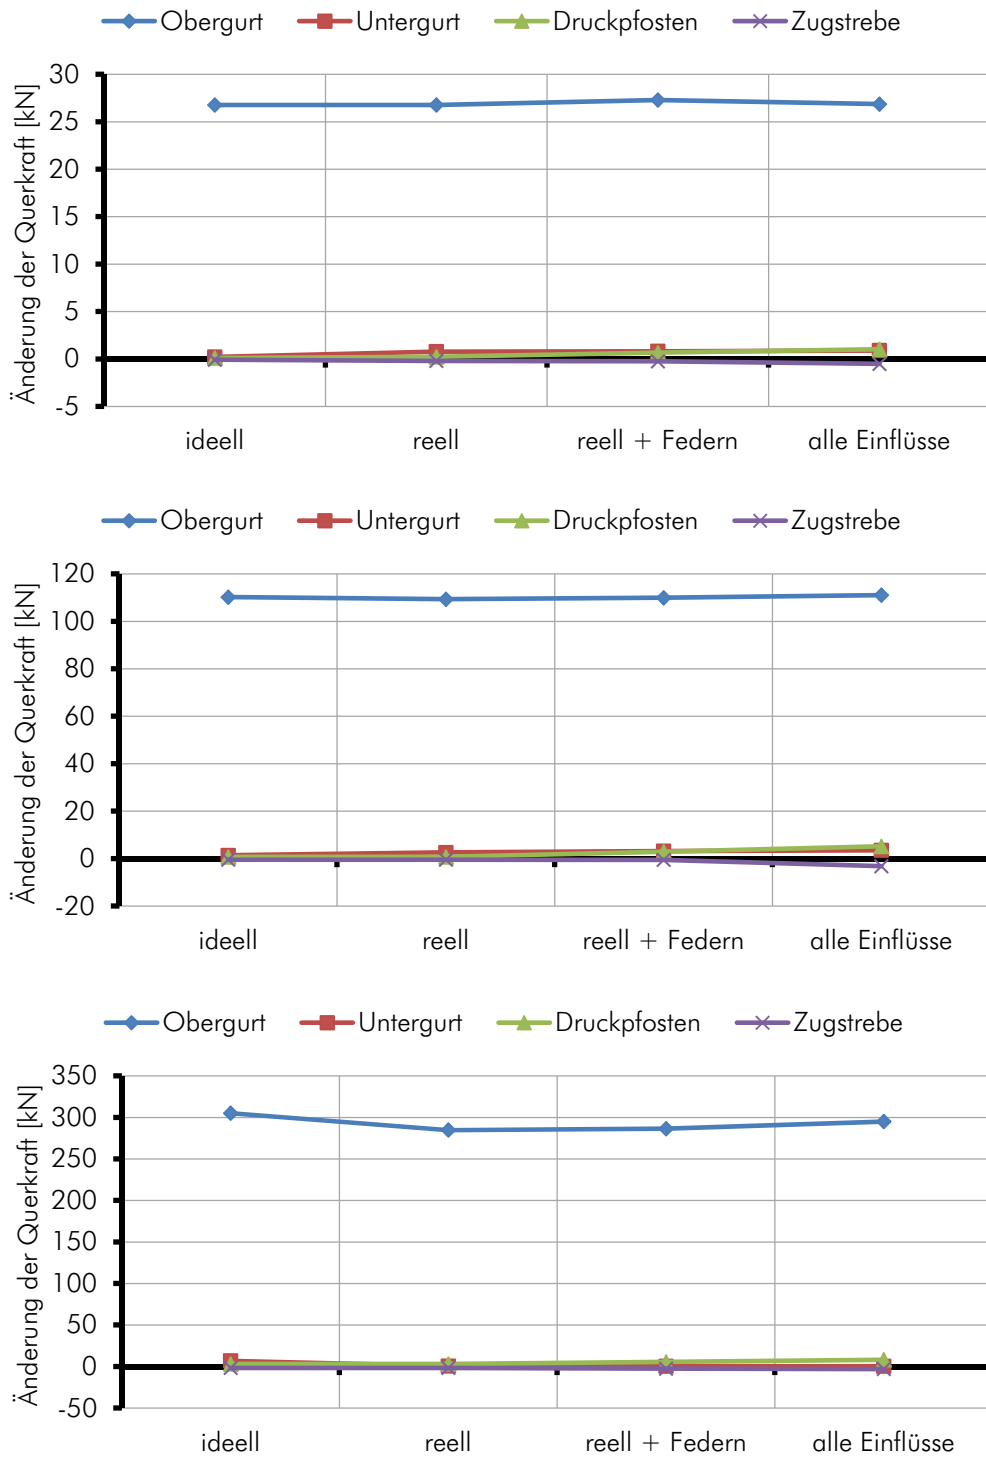 Obergurt Untergurt Druckpfosten Zugstrebe
Änderung der Querkraft [kN]
30
25
20
15
10
5
0
-5
ideell reell reell + Federn alle Einflüsse
Obergurt Untergurt Druckpfosten Zugstrebe
Änderung der Querkraft [kN]
120
100
80
60
40
20
0
-20
ideell reell reell + Federn alle Einflüsse
Obergurt Untergurt Druckpfosten Zugstrebe
Änderung der Querkraft [kN]
350
300
250
200
150
100
50
0
-50
ideell reell reell + Federn alle Einflüsse